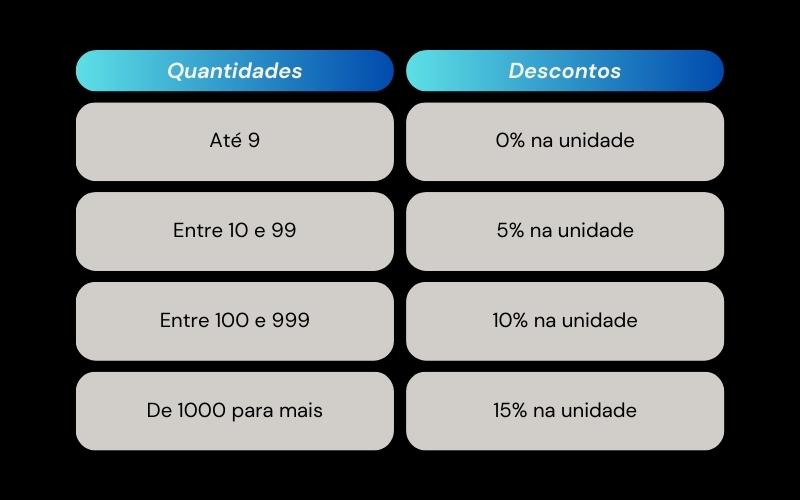 Quantidades Descontos
Até 9 0% na unidade
Entre 10 e 99 5% na unidade
Entre 100 e 999 10% na unidade
De 1000 para mais 15% na unidade